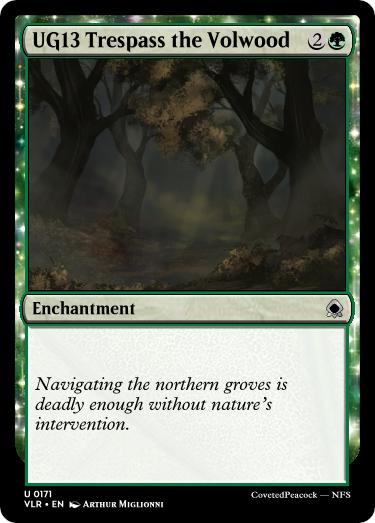 UG13 Trespass the Volwood 2
Enchantment
Navigating the northern groves is
deadly enough without nature's
intervention.
U 0171
VLR • EN Arthur Miglionni
CovetedPeacock — NFS